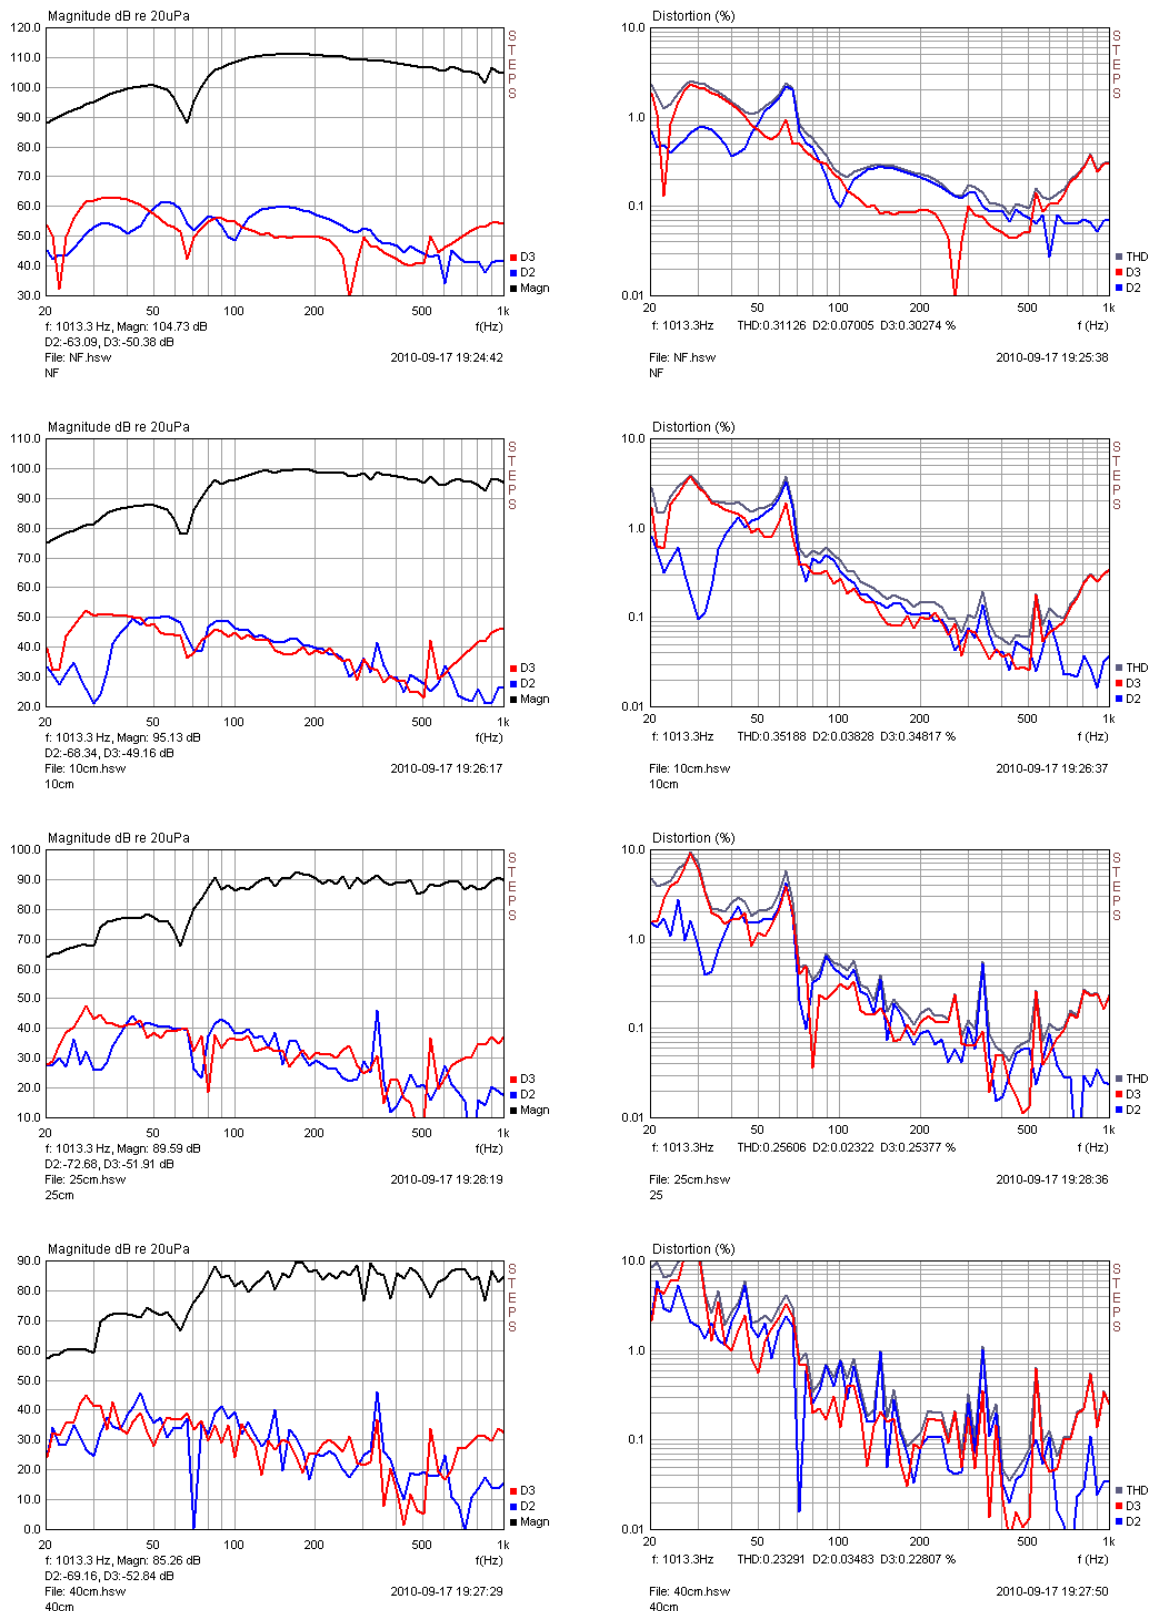 Magnitude dB re 20uPa
120.0
110.0
100.0
90.0
80.0
70.0
60.0
50.0
40.0
30.0
20 50 100 200 500 1k
S
T
E
P
S
D3
D2
Magn
f: 1013.3 Hz, Magn: 104.73 dB f(Hz)
D2:-63.09, D3:-50.38 dB
File: NF.hsw 2010-09-17 19:24:42
NF
Distortion (%)
10.0
1.0
0.1
0.01
20 50 100 200 500 1k
S
T
E
P
S
THD
D3
D2
f: 1013.3Hz THD:0.31126 D2:0.07005 D3:0.30274 % f (Hz)
File: NF.hsw 2010-09-17 19:25:38
NF
Magnitude dB re 20uPa
110.0
100.0
90.0
80.0
70.0
60.0
50.0
40.0
30.0
20.0
20 50 100 200 500 1k
S
T
E
P
S
D3
D2
Magn
f: 1013.3 Hz, Magn: 95.13 dB f(Hz)
D2:-68.34, D3:-49.16 dB
File: 10cm.hsw 2010-09-17 19:26:17
10cm
Distortion (%)
10.0
1.0
0.1
0.01
20 50 100 200 500 1k
S
T
E
P
S
THD
D3
D2
f: 1013.3Hz THD:0.35188 D2:0.03828 D3:0.34817 % f (Hz)
File: 10cm.hsw 2010-09-17 19:26:37
10cm
Magnitude dB re 20uPa
100.0
90.0
80.0
70.0
60.0
50.0
40.0
30.0
20.0
10.0
20 50 100 200 500 1k
S
T
E
P
S
D3
D2
Magn
f: 1013.3 Hz, Magn: 89.59 dB f(Hz)
D2:-72.68, D3:-51.91 dB
File: 25cm.hsw 2010-09-17 19:28:19
25cm
Distortion (%)
10.0
1.0
0.1
0.01
20 50 100 200 500 1k
S
T
E
P
S
THD
D3
D2
f: 1013.3Hz THD:0.25606 D2:0.02322 D3:0.25377 % f (Hz)
File: 25cm.hsw 2010-09-17 19:28:36
25
Magnitude dB re 20uPa
90.0
80.0
70.0
60.0
50.0
40.0
30.0
20.0
10.0
0.0
20 50 100 200 500 1k
S
T
E
P
S
D3
D2
Magn
f: 1013.3 Hz, Magn: 85.26 dB f(Hz)
D2:-69.16, D3:-52.84 dB
File: 40cm.hsw 2010-09-17 19:27:29
40cm
Distortion (%)
10.0
1.0
0.1
0.01
20 50 100 200 500 1k
S
T
E
P
S
THD
D3
D2
f: 1013.3Hz THD:0.23291 D2:0.03483 D3:0.22807 % f (Hz)
File: 40cm.hsw 2010-09-17 19:27:50
40cm